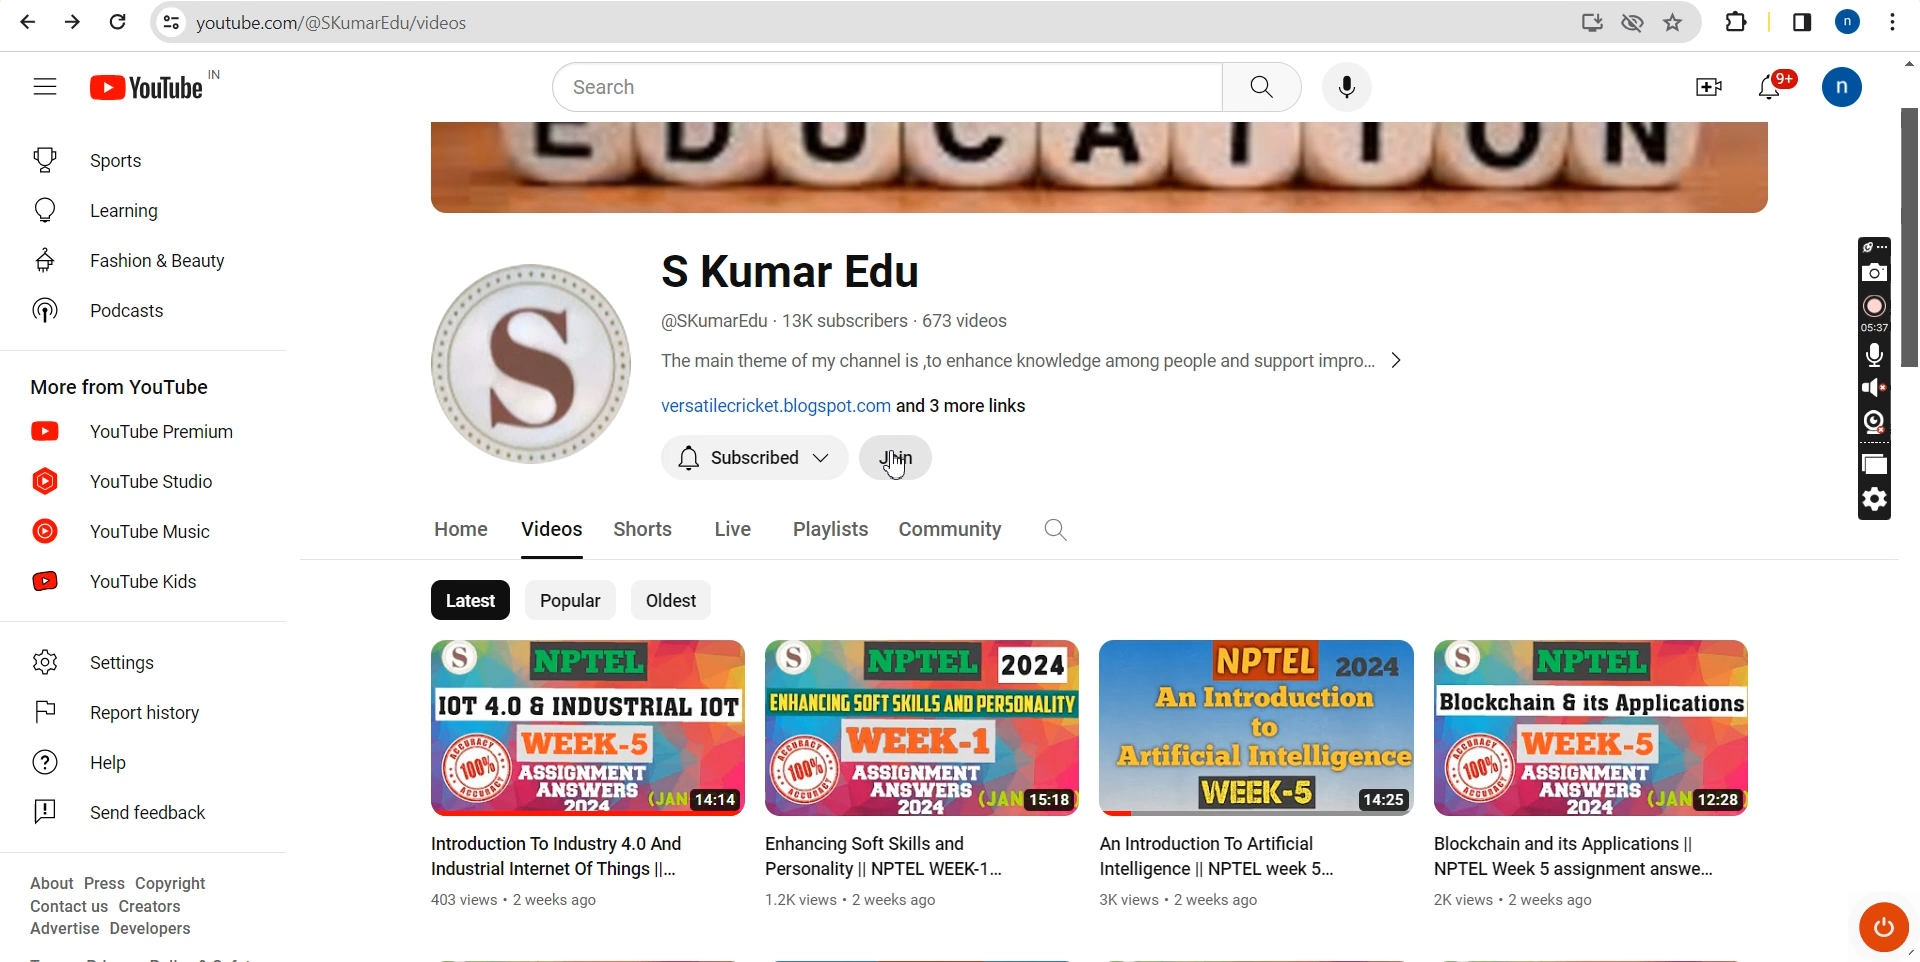 youtube.com/@SKumarEdu/videos
n
YouTube IN
Search
9+
n
Sports
Learning
Fashion & Beauty
Podcasts
More from YouTube
YouTube Premium
YouTube Studio
YouTube Music
YouTube Kids
Settings
Report history
Help
Send feedback
About Press Copyright
Contact us Creators
Advertise Developers
EDUCATION
S
S Kumar Edu
@SKumarEdu · 13K subscribers · 673 videos
The main theme of my channel is ,to enhance knowledge among people and support impro...
versatilecricket.blogspot.com and 3 more links
Subscribed
Join
Home Videos Shorts Live Playlists Community
Latest Popular Oldest
S NPTEL
IOT 4.0 & INDUSTRIAL IOT
WEEK-5
ACCURACY
100%
ASSIGNMENT
ANSWERS
2024
(JAN
14:14
Introduction To Industry 4.0 And
Industrial Internet Of Things ||...
403 views • 2 weeks ago
S NPTEL 2024
ENHANCING SOFT SKILLS AND PERSONALITY
WEEK-1
ACCURACY
100%
ASSIGNMENT
ANSWERS
2024
(JAN
15:18
Enhancing Soft Skills and
Personality || NPTEL WEEK-1...
1.2K views • 2 weeks ago
NPTEL 2024
An Introduction
to
Artificial Intelligence
WEEK-5
14:25
An Introduction To Artificial
Intelligence || NPTEL week 5...
3K views • 2 weeks ago
S NPTEL
Blockchain & its Applications
WEEK-5
ACCURACY
100%
ASSIGNMENT
ANSWERS
2024
(JAN
12:28
Blockchain and its Applications ||
NPTEL Week 5 assignment answe...
2K views • 2 weeks ago
05:37